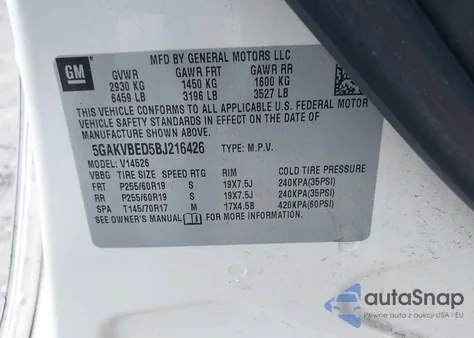 GM
MFD BY GENERAL MOTORS LLC
GVWR GAWR FRT GAWR RR
2930 KG 1450 KG 1600 KG
6459 LB 3196 LB 3527 LB
THIS VEHICLE CONFORMS TO ALL APPLICABLE U.S. FEDERAL MOTOR
VEHICLE SAFETY STANDARDS IN EFFECT ON THE DATE OF
MANUFACTURE SHOWN ABOVE.
5GAKVBED5BJ216426 TYPE: M.P.V.
MODEL: V14526
VBBG TIRE SIZE SPEED RTG RIM COLD TIRE PRESSURE
FRT P255/60R19 S 19X7.5J 240KPA(35PSI)
RR P255/60R19 S 19X7.5J 240KPA(35PSI)
SPA T145/70R17 M 17X4.5B 420KPA(60PSI)
SEE OWNER'S MANUAL FOR MORE INFORMATION.
autoSnap
Pewne auta z aukcji USA i EU